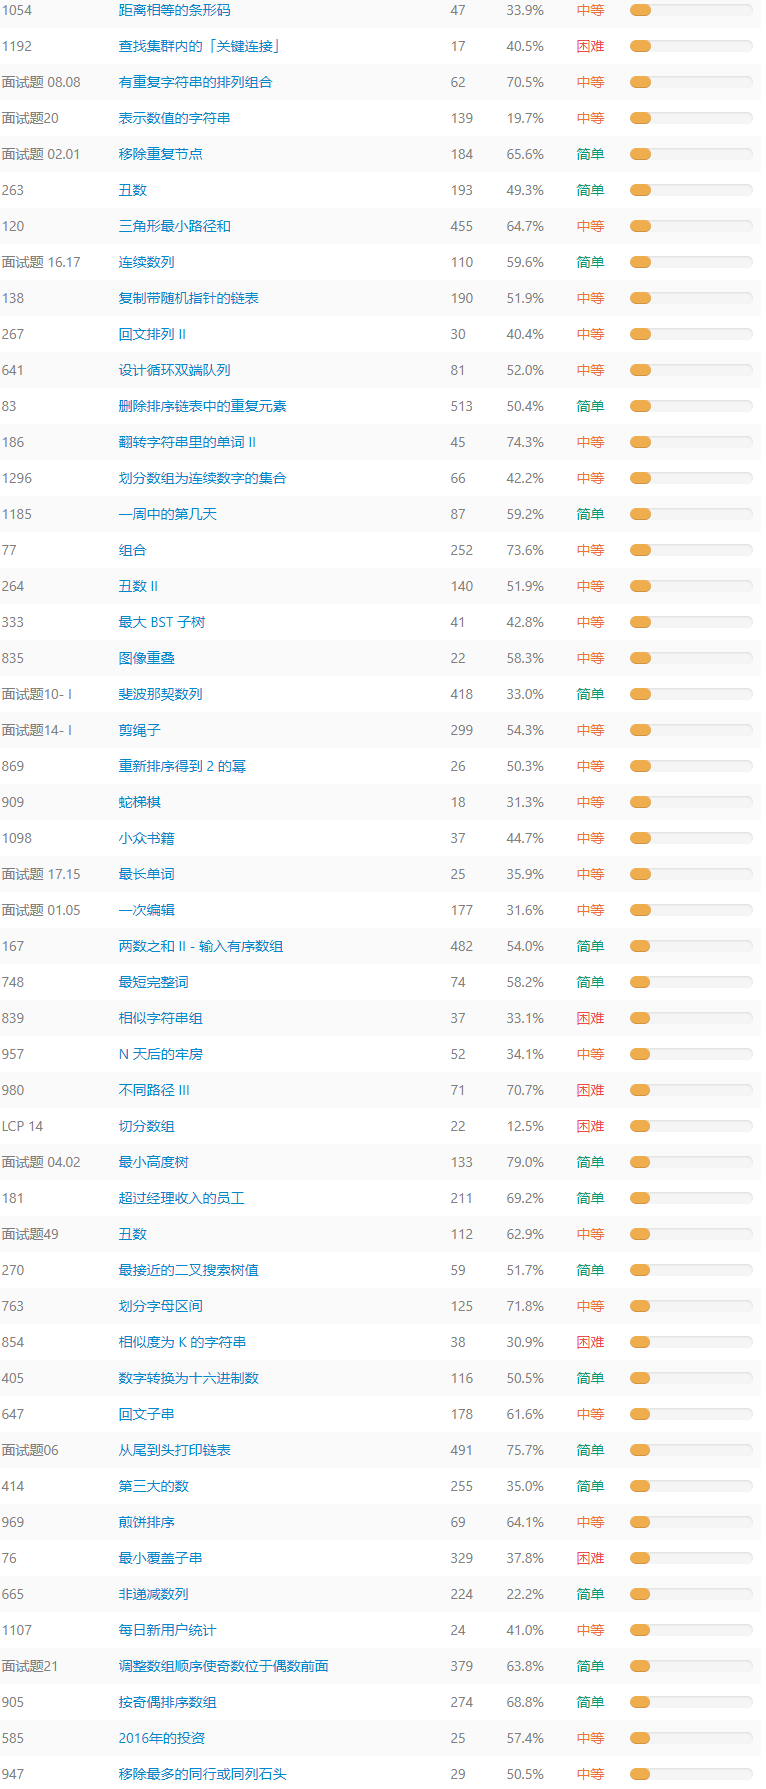 1054 距离相等的条形码 47 33.9% 中等
1192 查找集群内的「关键连接」 17 40.5% 困难
面试题 08.08 有重复字符串的排列组合 62 70.5% 中等
面试题20 表示数值的字符串 139 19.7% 中等
面试题 02.01 移除重复节点 184 65.6% 简单
263 丑数 193 49.3% 简单
120 三角形最小路径和 455 64.7% 中等
面试题 16.17 连续数列 110 59.6% 简单
138 复制带随机指针的链表 190 51.9% 中等
267 回文排列 II 30 40.4% 中等
641 设计循环双端队列 81 52.0% 中等
83 删除排序链表中的重复元素 513 50.4% 简单
186 翻转字符串里的单词 II 45 74.3% 中等
1296 划分数组为连续数字的集合 66 42.2% 中等
1185 一周中的第几天 87 59.2% 简单
77 组合 252 73.6% 中等
264 丑数 II 140 51.9% 中等
333 最大 BST 子树 41 42.8% 中等
835 图像重叠 22 58.3% 中等
面试题10- I 斐波那契数列 418 33.0% 简单
面试题14- I 剪绳子 299 54.3% 中等
869 重新排序得到 2 的幂 26 50.3% 中等
909 蛇梯棋 18 31.3% 中等
1098 小众书籍 37 44.7% 中等
面试题 17.15 最长单词 25 35.9% 中等
面试题 01.05 一次编辑 177 31.6% 中等
167 两数之和 II - 输入有序数组 482 54.0% 简单
748 最短完整词 74 58.2% 简单
839 相似字符串组 37 33.1% 困难
957 N 天后的牢房 52 34.1% 中等
980 不同路径 III 71 70.7% 困难
LCP 14 切分数组 22 12.5% 困难
面试题 04.02 最小高度树 133 79.0% 简单
181 超过经理收入的员工 211 69.2% 简单
面试题49 丑数 112 62.9% 中等
270 最接近的二叉搜索树值 59 51.7% 简单
763 划分字母区间 125 71.8% 中等
854 相似度为 K 的字符串 38 30.9% 困难
405 数字转换为十六进制数 116 50.5% 简单
647 回文子串 178 61.6% 中等
面试题06 从尾到头打印链表 491 75.7% 简单
414 第三大的数 255 35.0% 简单
969 煎饼排序 69 64.1% 中等
76 最小覆盖子串 329 37.8% 困难
665 非递减数列 224 22.2% 简单
1107 每日新用户统计 24 41.0% 中等
面试题21 调整数组顺序使奇数位于偶数前面 379 63.8% 简单
905 按奇偶排序数组 274 68.8% 简单
585 2016年的投资 25 57.4% 中等
947 移除最多的同行或同列石头 29 50.5% 中等